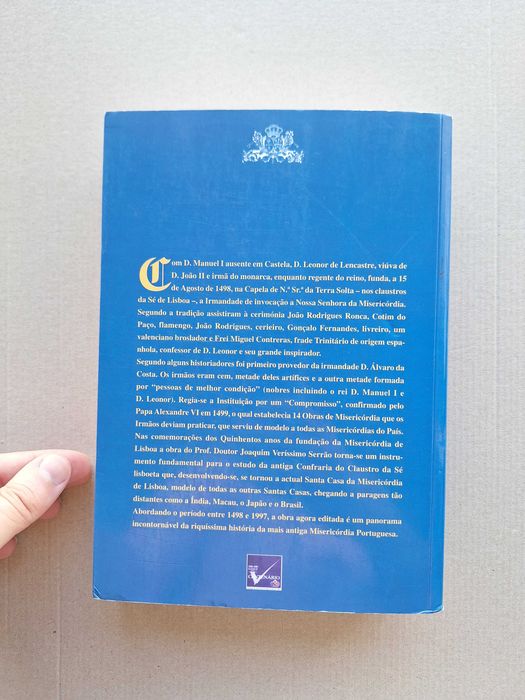 Com D. Manuel I ausente em Castela, D. Leonor de Lencastre, viúva de
D. João II e irmã do monarca, enquanto regente do reino, funda, a 15
de Agosto de 1498, na Capela de N.ª Sr.ª da Terra Solta – nos claustros
da Sé de Lisboa –, a Irmandade de invocação a Nossa Senhora da Misericórdia.
Segundo a tradição assistiram à cerimónia João Rodrigues Ronca, Cotim do
Paço, flamengo, João Rodrigues, cerieiro, Gonçalo Fernandes, livreiro, um
valenciano broslador e Frei Miguel Contreras, frade Trinitário de origem espa-
nhola, confessor de D. Leonor e seu grande inspirador.
Segundo alguns historiadores foi primeiro provedor da irmandade D. Álvaro da
Costa. Os irmãos eram cem, metade deles artífices e a outra metade formada
por “pessoas de melhor condição” (nobres incluindo o rei D. Manuel I e
D. Leonor). Regia-se a Instituição por um “Compromisso”, confirmado pelo
Papa Alexandre VI em 1499, o qual estabelecia 14 Obras de Misericórdia que os
Irmãos deviam praticar, que serviu de modelo a todas as Misericórdias do País.
Nas comemorações dos Quinhentos anos da fundação da Misericórdia de
Lisboa a obra do Prof. Doutor Joaquim Veríssimo Serrão torna-se um instru-
mento fundamental para o estudo da antiga Confraria do Claustro da Sé
lisboeta que, desenvolvendo-se, se tornou a actual Santa Casa da Misericórdia
de Lisboa, modelo de todas as outras Santas Casas, chegando a paragens tão
distantes como a Índia, Macau, o Japão e o Brasil.
Abordando o período entre 1498 e 1997, a obra agora editada é um panorama
incontornável da riquíssima história da mais antiga Misericórdia Portuguesa.
V
CENTENÁRIO